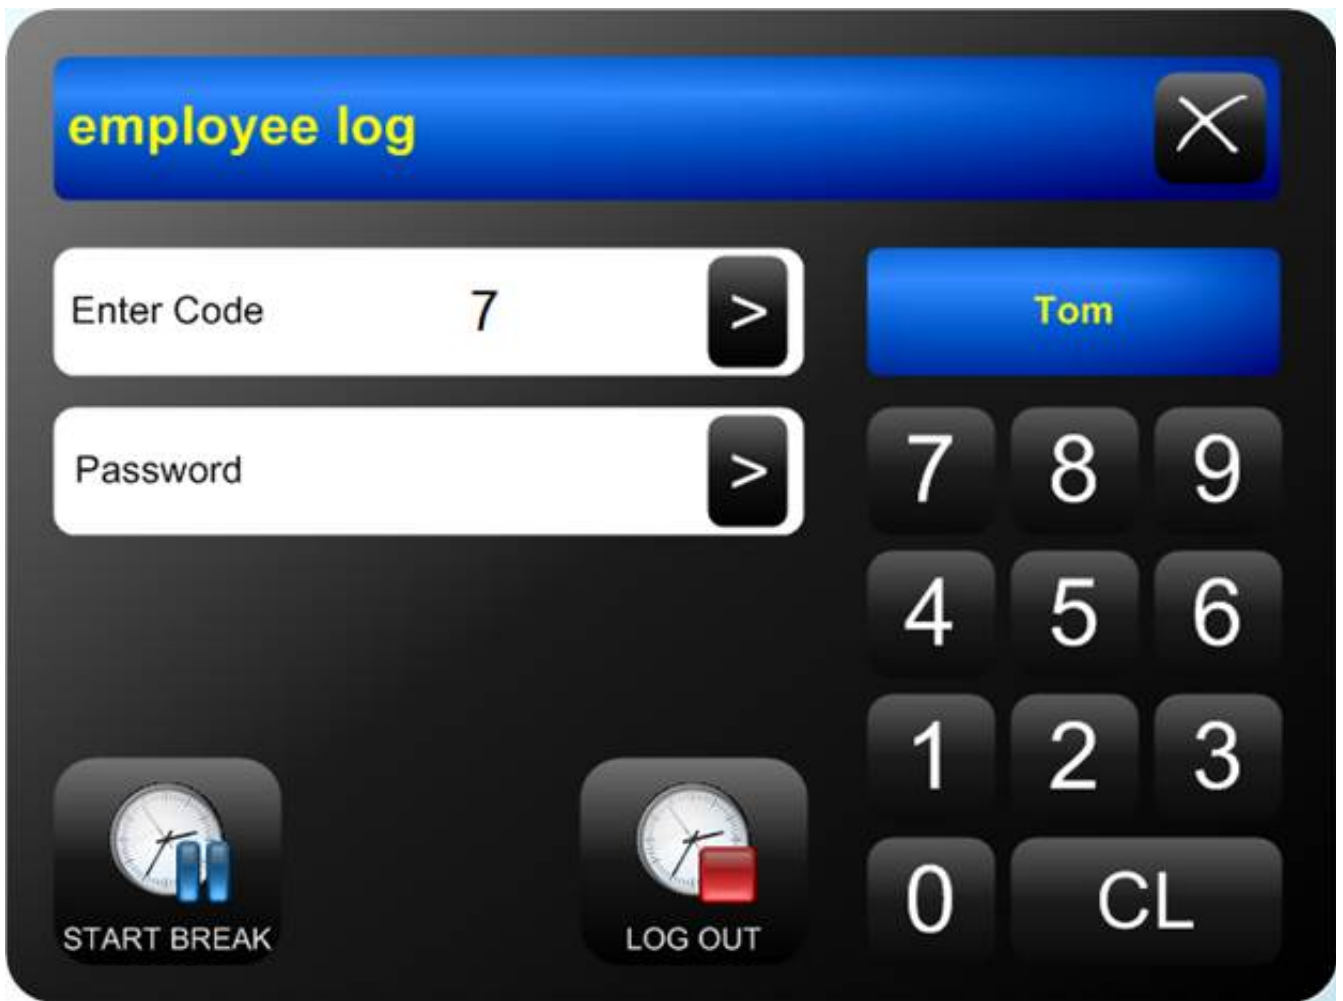 employee log
Enter Code 7 >
Tom
Password >
7 8 9
4 5 6
1 2 3
0 CL
START BREAK
LOG OUT